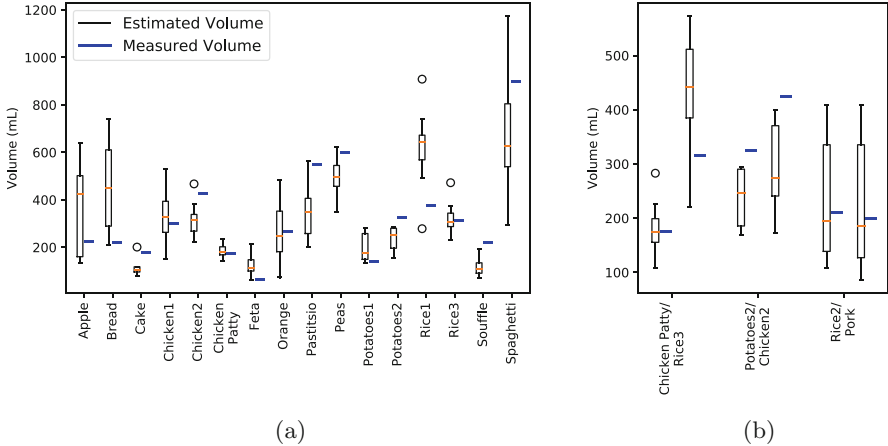 1200
1000
800
600
400
200
Volume (mL)
Estimated Volume
Measured Volume
Apple
Bread
Cake
Chicken1
Chicken2
Chicken
Patty
Feta
Orange
Pastitsio
Peas
Potatoes1
Potatoes2
Rice1
Rice3
Souffle
Spaghetti
(a)
500
400
300
200
100
Volume (mL)
Chicken Patty/
Rice3
Potatoes2/
Chicken2
Rice2/
Pork
(b)